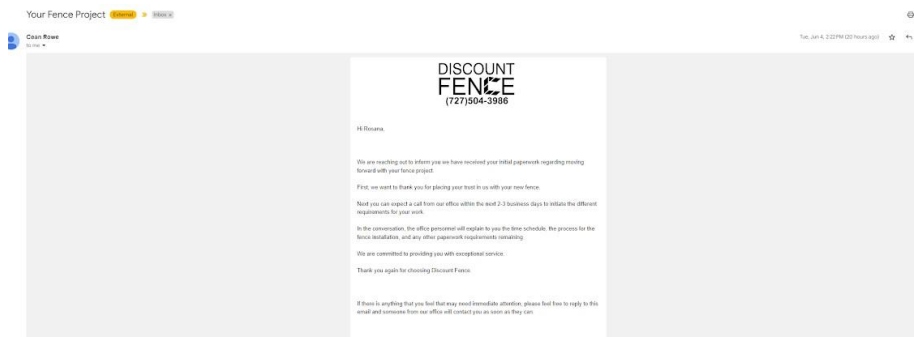 Your Fence Project External Inbox x
Cean Rowe
Tue, Jun 4, 3:22PM (20 hours ago)
to me
DISCOUNT
FENCE
(727)504-3986
Hi Rosana,
We are reaching out to inform you we have received your initial paperwork regarding moving
forward with your fence project.
First, we want to thank you for placing your trust in us with your new fence.
Next you can expect a call from our office within the next 2-3 business days to initiate the different
requirements for your work.
In the conversation, the office personnel will explain to you the time schedule, the process for the
fence installation, and any other paperwork requirements remaining.
We are committed to providing you with exceptional service.
Thank you again for choosing Discount Fence.
If there is anything that you feel that may need immediate attention, please feel free to reply to this
email and someone from our office will contact you as soon as they can.